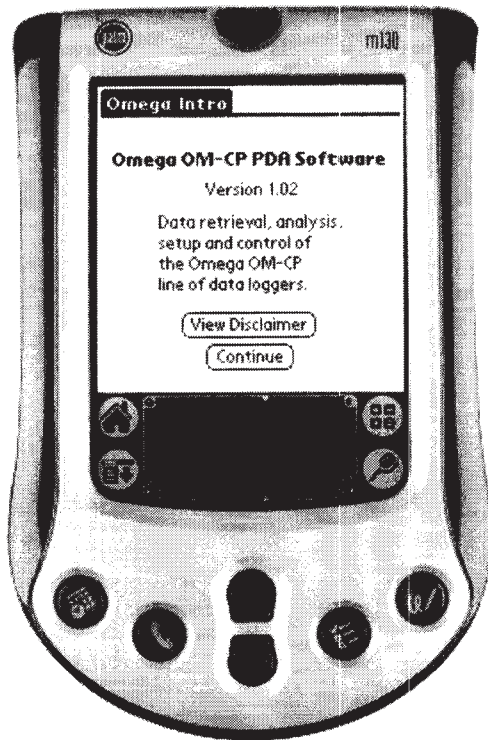 palm
m130
Omega Intro
Omega OM-CP PDA Software
Version 1.02
Data retrieval, analysis,
setup and control of
the Omega OM-CP
line of data loggers.
View Disclaimer
Continue